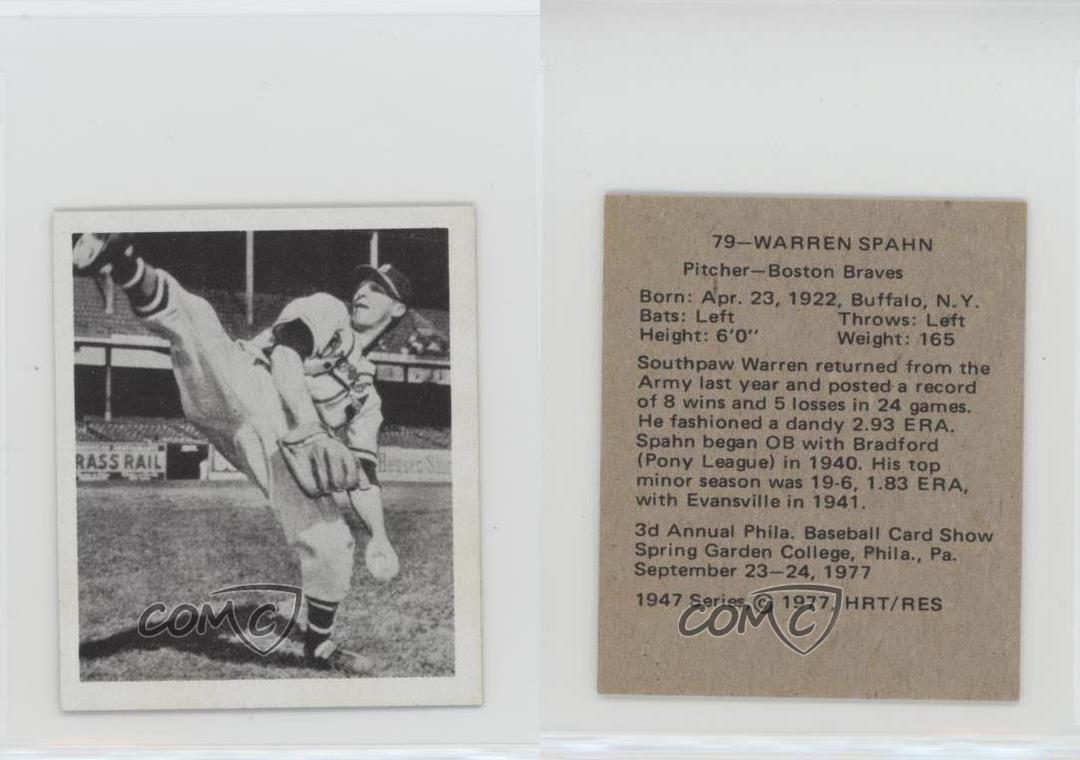 RASS RAIL
COMC
79—WARREN SPAHN
Pitcher—Boston Braves
Born: Apr. 23, 1922, Buffalo, N.Y.
Bats: Left Throws: Left
Height: 6'0" Weight: 165
Southpaw Warren returned from the
Army last year and posted a record
of 8 wins and 5 losses in 24 games.
He fashioned a dandy 2.93 ERA.
Spahn began OB with Bradford
(Pony League) in 1940. His top
minor season was 19-6, 1.83 ERA,
with Evansville in 1941.
3d Annual Phila. Baseball Card Show
Spring Garden College, Phila., Pa.
September 23—24, 1977
1947 Series © 1977, HRT/RES
COMC